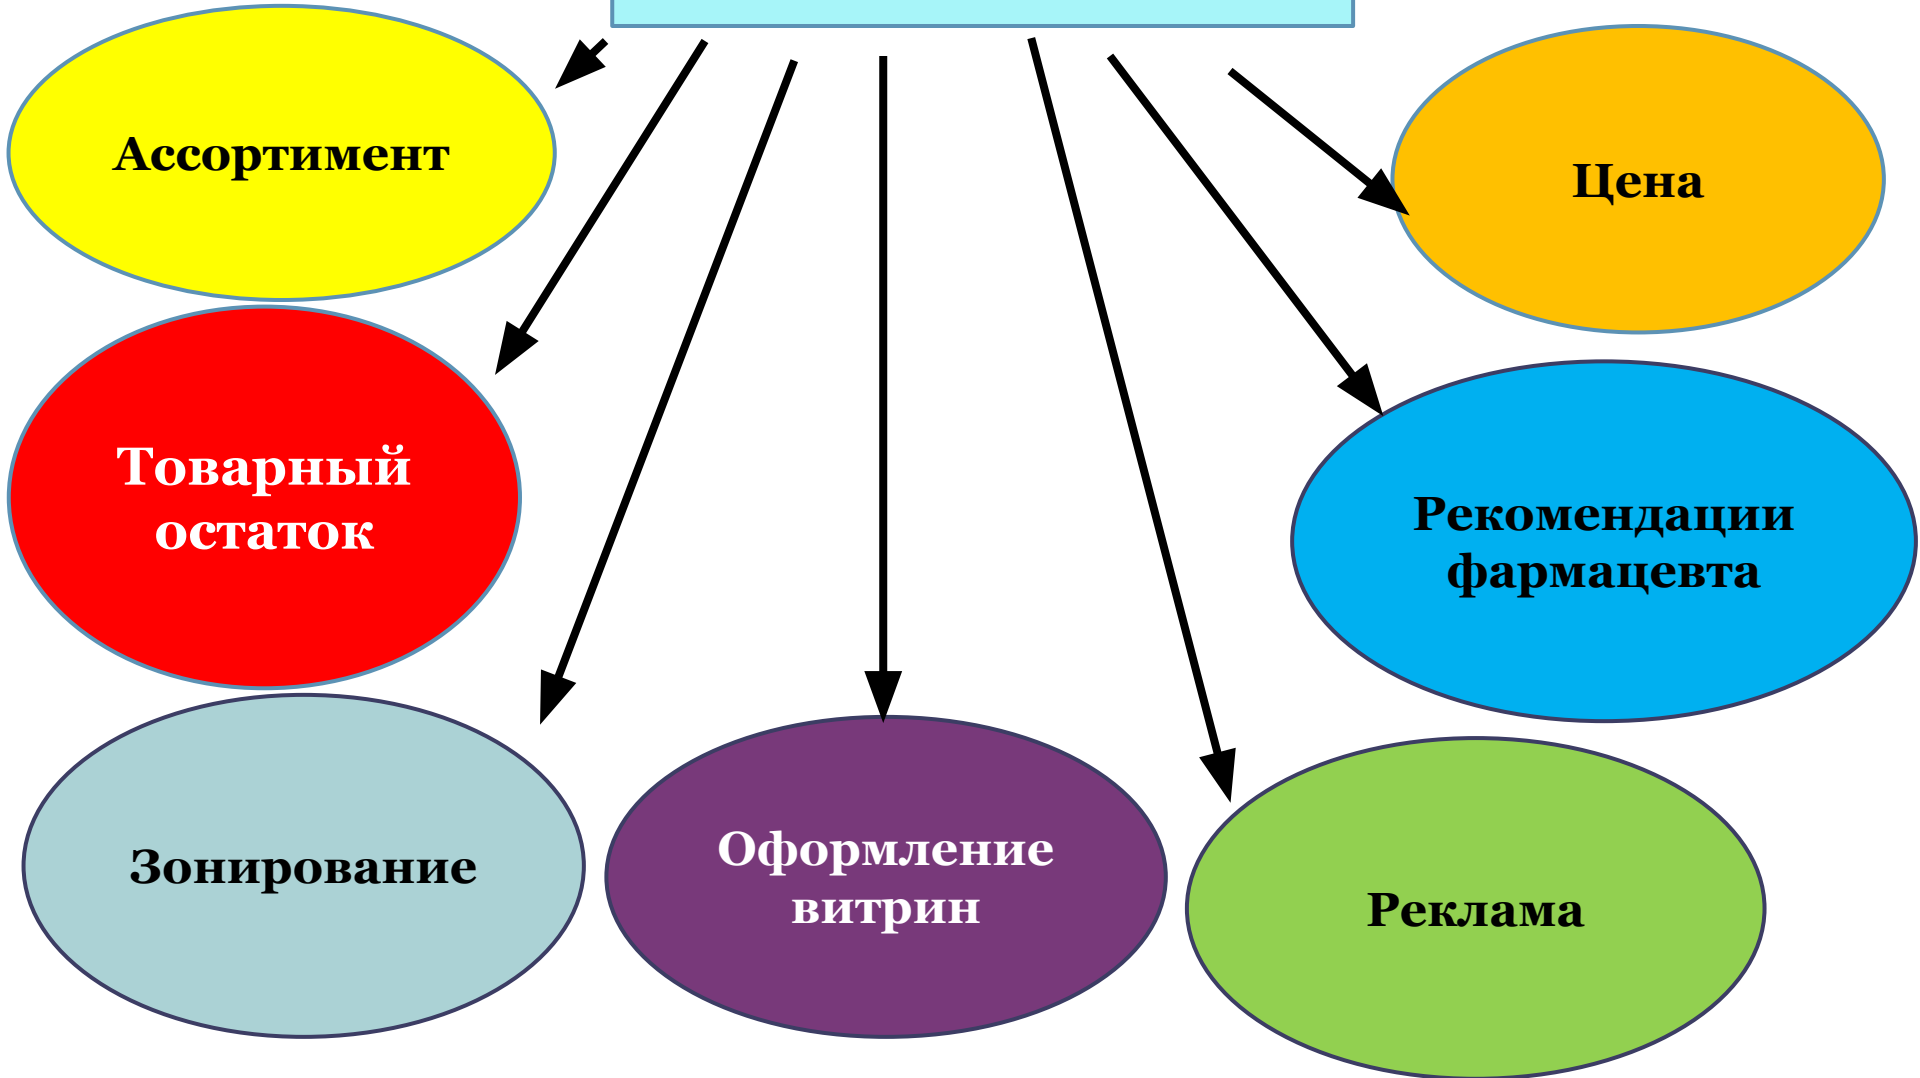 Ассортимент
Цена
Товарный
остаток
Рекомендации
фармацевта
Зонирование
Оформление
витрин
Реклама